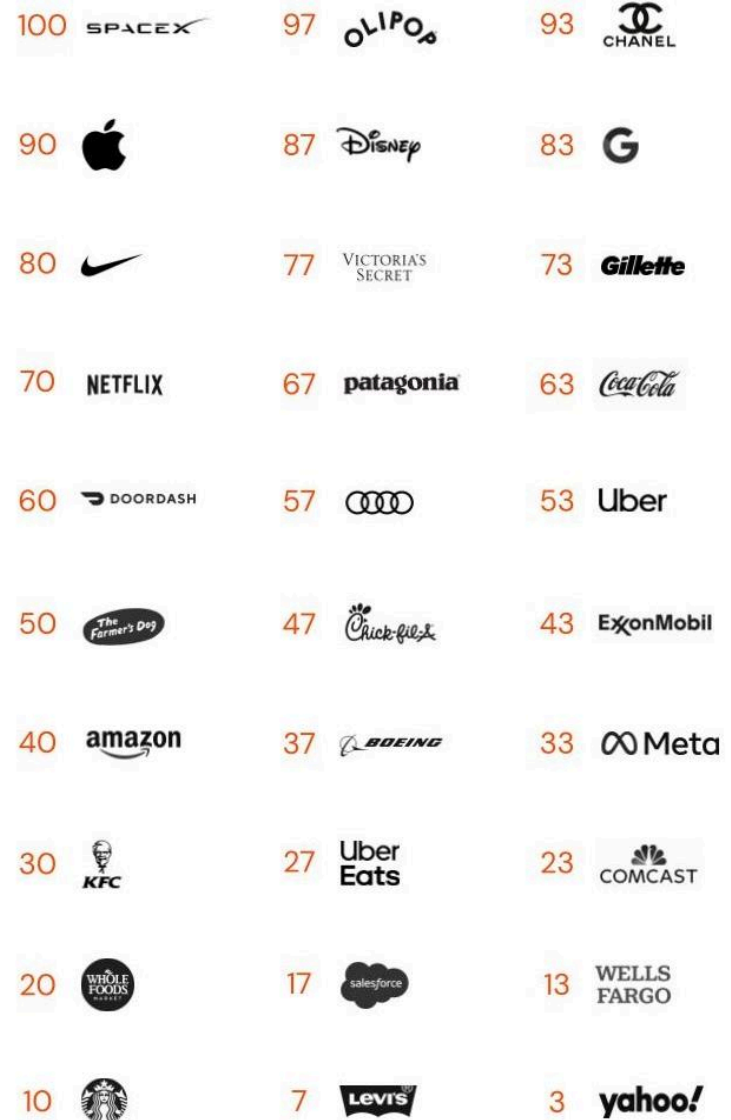 100 SPACEX 97 OLIPOP 93 CHANEL
90 87 Disney 83 G
80 77 VICTORIA'S
SECRET 73 Gillette
70 NETFLIX 67 patagonia 63 Coca-Cola
60 DOORDASH 57 53 Uber
50 The
Farmer's Dog 47 Chick-fil-A 43 ExxonMobil
40 amazon 37 BOEING 33 Meta
30 KFC 27 Uber
Eats 23 COMCAST
20 WHOLE
FOODS
MARKET 17 salesforce 13 WELLS
FARGO
10 7 LEVI'S 3 yahoo!